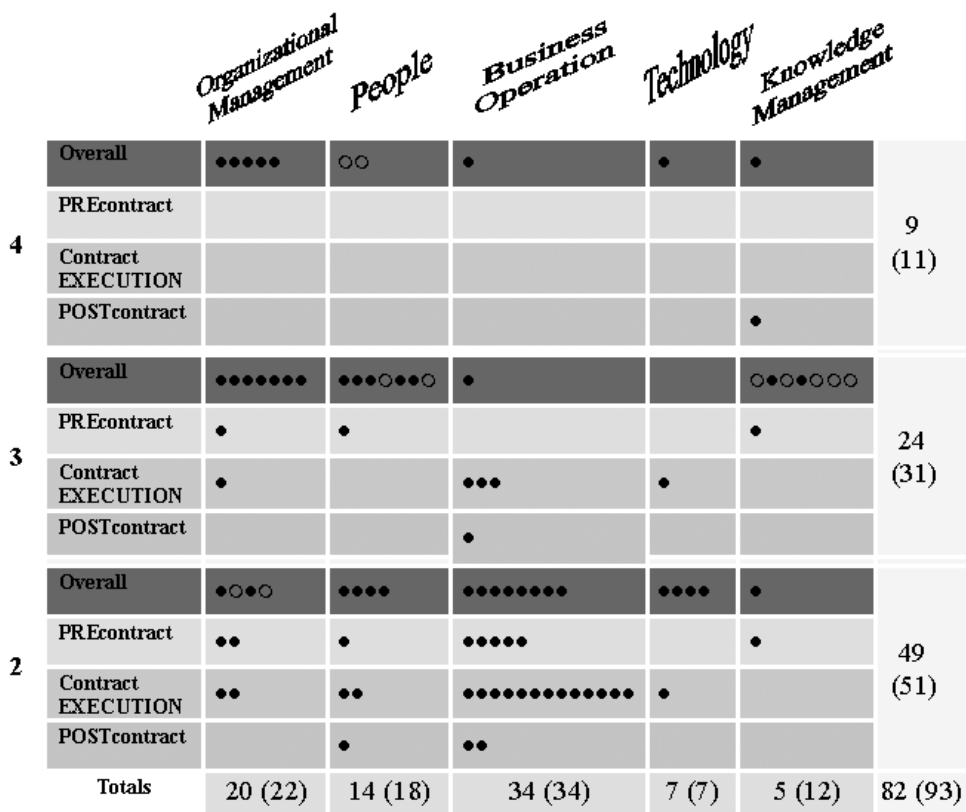 Organizational
Management
People
Business
Operation
Technology
Knowledge
Management
4
Overall
PREcontract
Contract
EXECUTION
POSTcontract
9
(11)
3
Overall
PREcontract
Contract
EXECUTION
POSTcontract
24
(31)
2
Overall
PREcontract
Contract
EXECUTION
POSTcontract
49
(51)
Totals 20 (22) 14 (18) 34 (34) 7 (7) 5 (12) 82 (93)